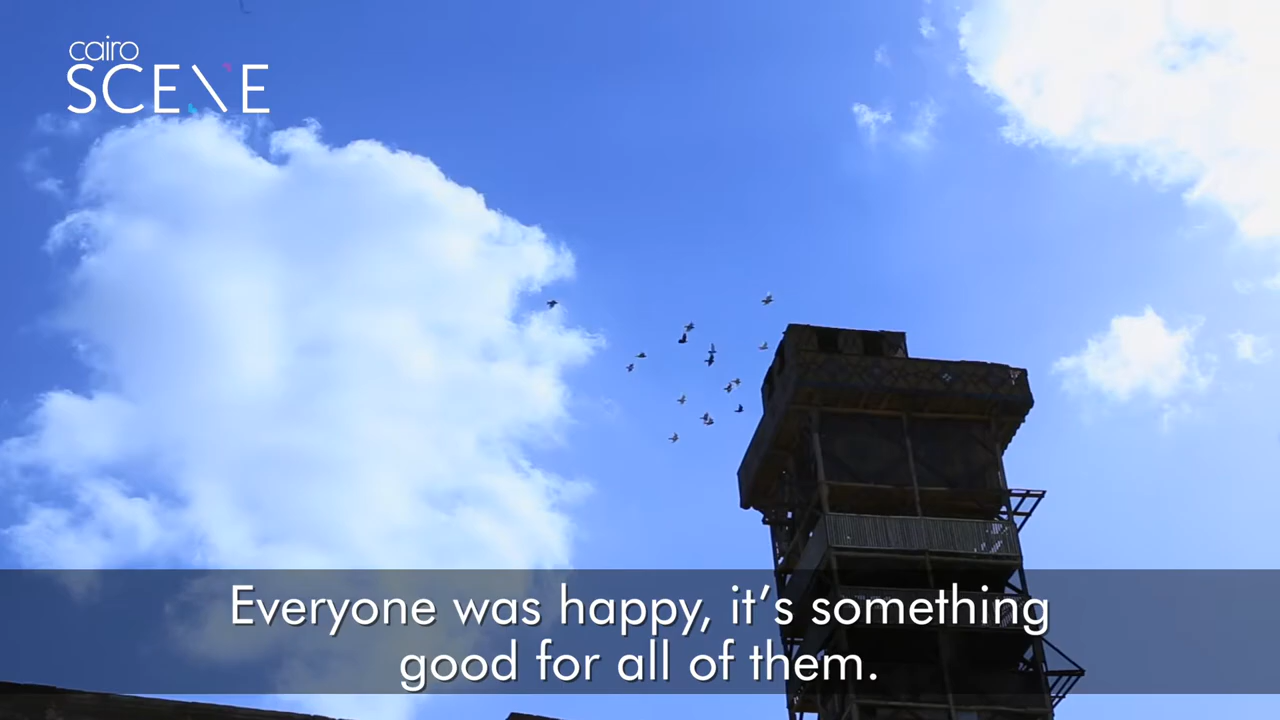 cairo
SCENE
Everyone was happy, it's something
good for all of them.